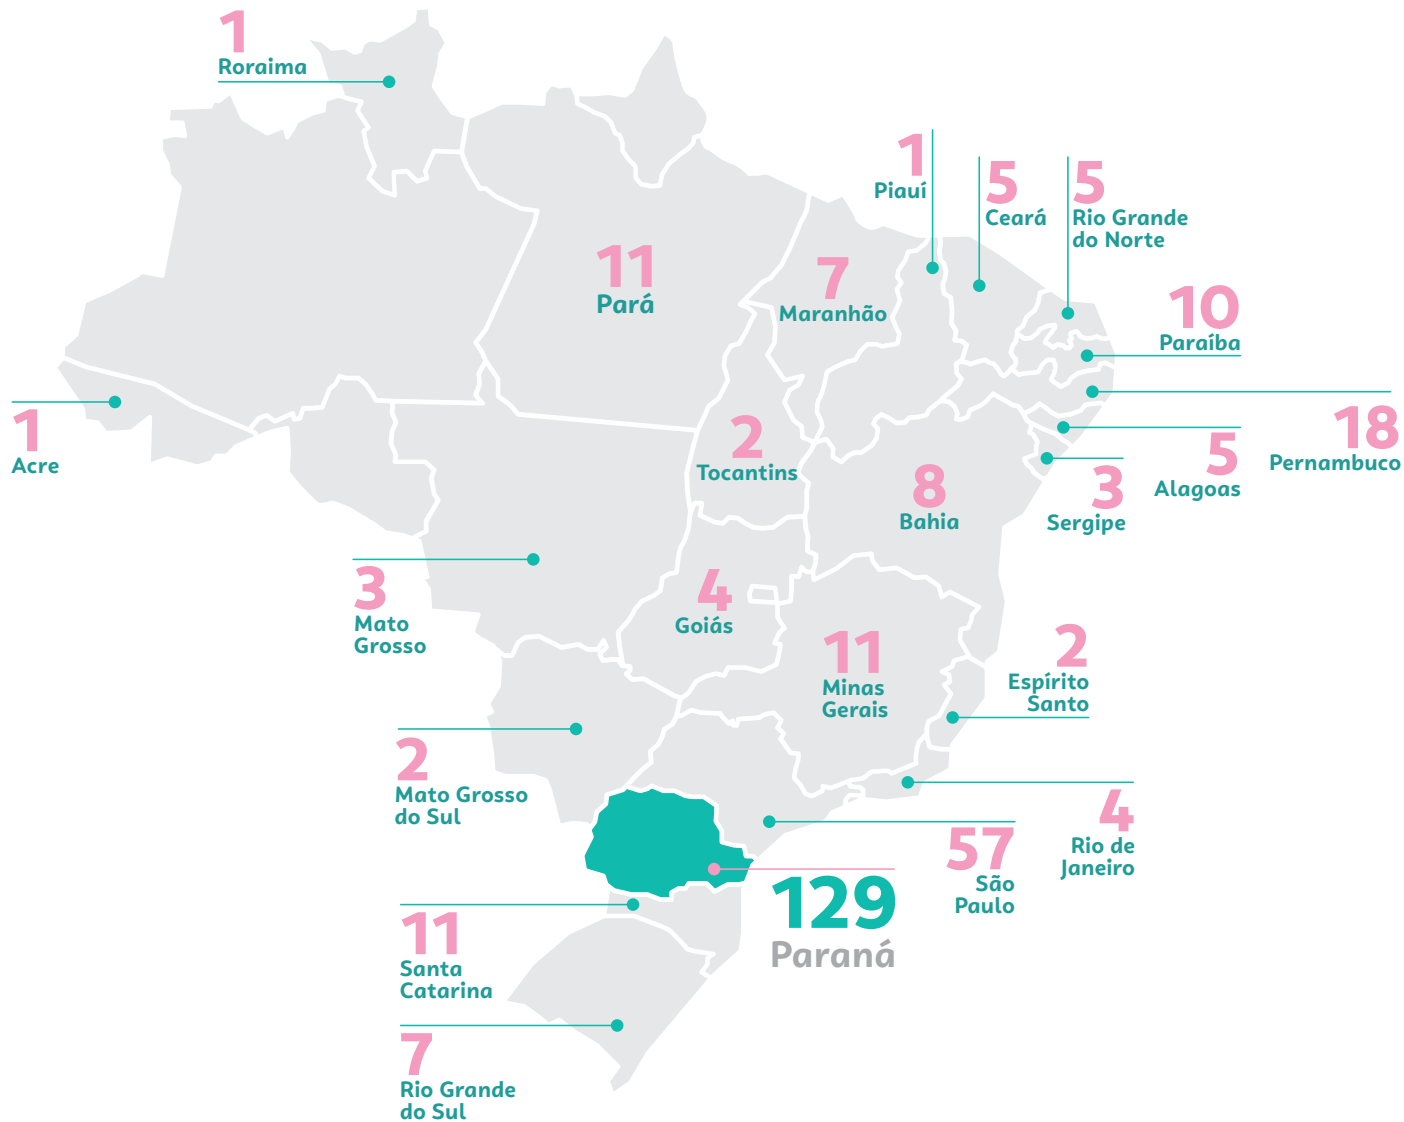 1
Roraima
1
Piauí
5
Ceará
5
Rio Grande
do Norte
11
Pará
7
Maranhão
10
Paraíba
1
Acre
2
Tocantins
18
Pernambuco
5
Alagoas
8
Bahia
3
Sergipe
3
Mato
Grosso
4
Goiás
11
Minas
Gerais
2
Espírito
Santo
2
Mato Grosso
do Sul
4
Rio de
Janeiro
57
São
Paulo
129
Paraná
11
Santa
Catarina
7
Rio Grande
do Sul